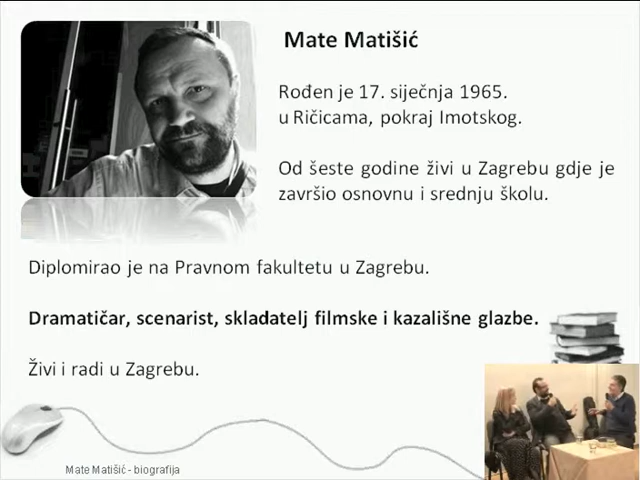 Mate Matišić
Rođen je 17. siječnja 1965.
u Ričicama, pokraj Imotskog.
Od šeste godine živi u Zagrebu gdje je
završio osnovnu i srednju školu.
Diplomirao je na Pravnom fakultetu u Zagrebu.
Dramatičar, scenarist, skladatelj filmske i kazališne glazbe.
Živi i radi u Zagrebu.
Mate Matišić - biografija